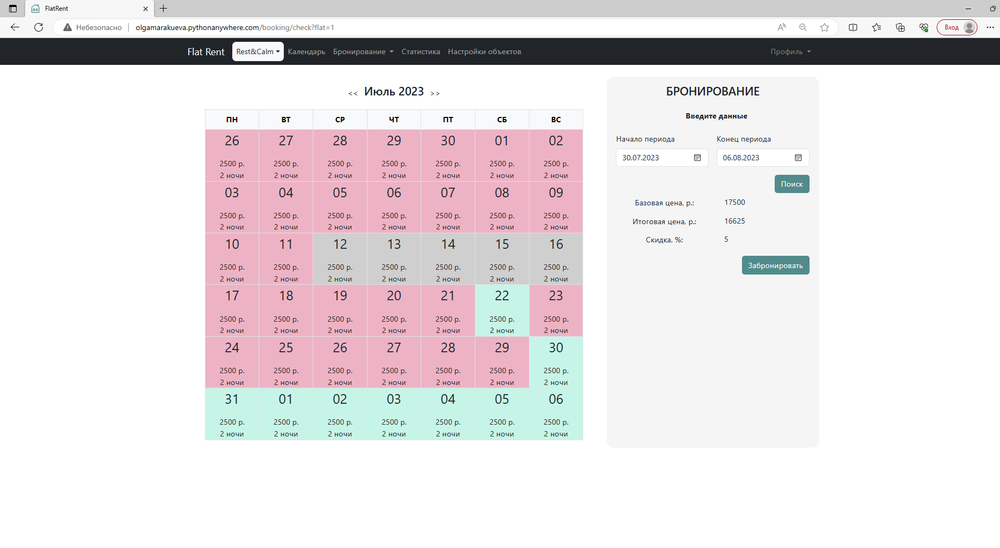 FlatRent
Небезопасно
olgamarakueva.pythonanywhere.com/booking/check?flat=1
Вход
Flat Rent Rest&Calm Календарь Бронирование Статистика Настройки объектов Профиль
<< Июль 2023 >>
ПН ВТ СР ЧТ ПТ СБ ВС
26 27 28 29 30 01 02
2500 р. 2500 р. 2500 р. 2500 р. 2500 р. 2500 р. 2500 р.
2 ночи 2 ночи 2 ночи 2 ночи 2 ночи 2 ночи 2 ночи
03 04 05 06 07 08 09
2500 р. 2500 р. 2500 р. 2500 р. 2500 р. 2500 р. 2500 р.
2 ночи 2 ночи 2 ночи 2 ночи 2 ночи 2 ночи 2 ночи
10 11 12 13 14 15 16
2500 р. 2500 р. 2500 р. 2500 р. 2500 р. 2500 р. 2500 р.
2 ночи 2 ночи 2 ночи 2 ночи 2 ночи 2 ночи 2 ночи
17 18 19 20 21 22 23
2500 р. 2500 р. 2500 р. 2500 р. 2500 р. 2500 р. 2500 р.
2 ночи 2 ночи 2 ночи 2 ночи 2 ночи 2 ночи 2 ночи
24 25 26 27 28 29 30
2500 р. 2500 р. 2500 р. 2500 р. 2500 р. 2500 р. 2500 р.
2 ночи 2 ночи 2 ночи 2 ночи 2 ночи 2 ночи 2 ночи
31 01 02 03 04 05 06
2500 р. 2500 р. 2500 р. 2500 р. 2500 р. 2500 р. 2500 р.
2 ночи 2 ночи 2 ночи 2 ночи 2 ночи 2 ночи 2 ночи
БРОНИРОВАНИЕ
Введите данные
Начало периода Конец периода
30.07.2023 06.08.2023
Поиск
Базовая цена, р.: 17500
Итоговая цена, р.: 16625
Скидка, %: 5
Забронировать